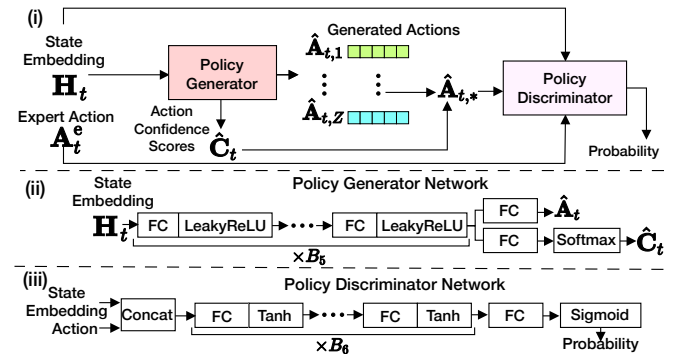 (i)
State
Embedding
H_t
Expert Action
A_t^e
Policy
Generator
Action
Confidence
Scores
Ĉ_t
Generated Actions
Â_{t,1}
⋮ ⋮
Â_{t,Z}
Â_{t,*}
Policy
Discriminator
Probability
(ii)
Policy Generator Network
State
Embedding
H_t
FC LeakyReLU ••• FC LeakyReLU
×B_5
FC Â_t
FC Softmax Ĉ_t
(iii)
Policy Discriminator Network
State
Embedding
Action
Concat FC Tanh •••• FC Tanh FC Sigmoid
×B_6
Probability